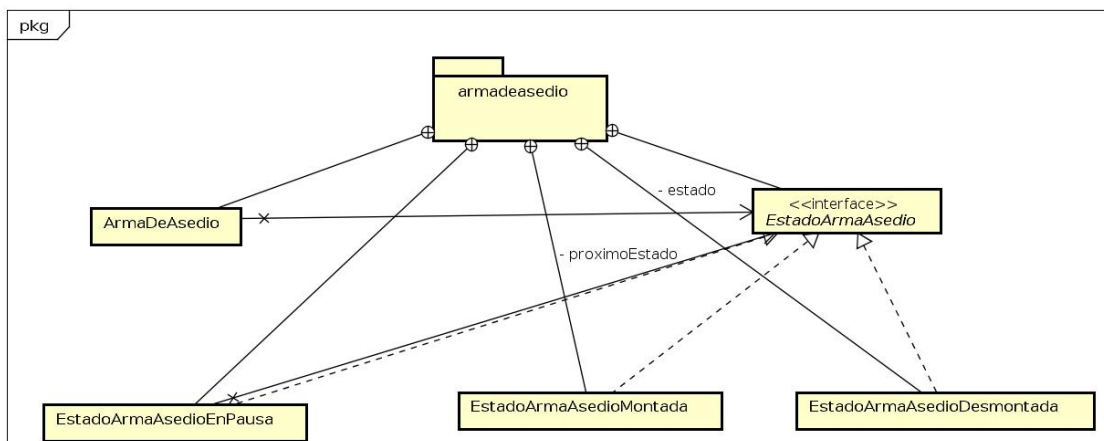 pkg
armadeasedio
- estado
<<interface>>
EstadoArmaAsedio
ArmaDeAsedio
- proximoEstado
EstadoArmaAsedioEnPausa
EstadoArmaAsedioMontada
EstadoArmaAsedioDesmontada